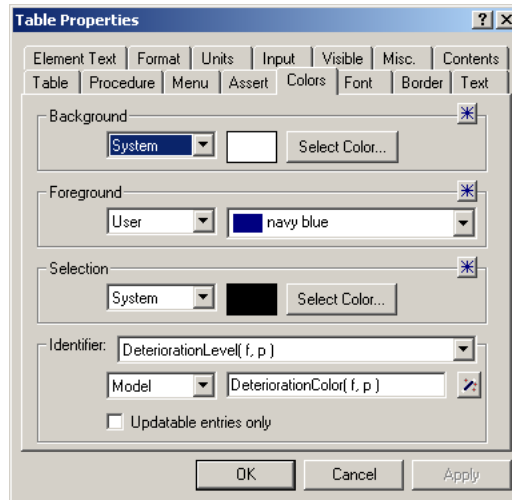 Table Properties
Element Text Format Units Input Visible Misc. Contents
Table Procedure Menu Assert Colors Font Border Text
Background
System Select Color...
Foreground
User navy blue
Selection
System Select Color...
Identifier: DeteriorationLevel( f, p )
Model DeteriorationColor( f, p )
Updatable entries only
OK Cancel Apply